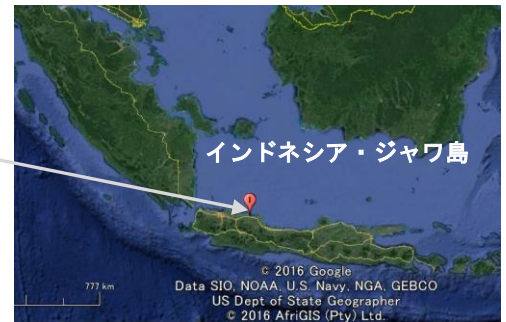 インドネシア・ジャワ島
© 2016 Google
777 km
Data SIO, NOAA, U.S. Navy, NGA, GEBCO
US Dept of State Geographer
© 2016 AfriGIS (Pty) Ltd.